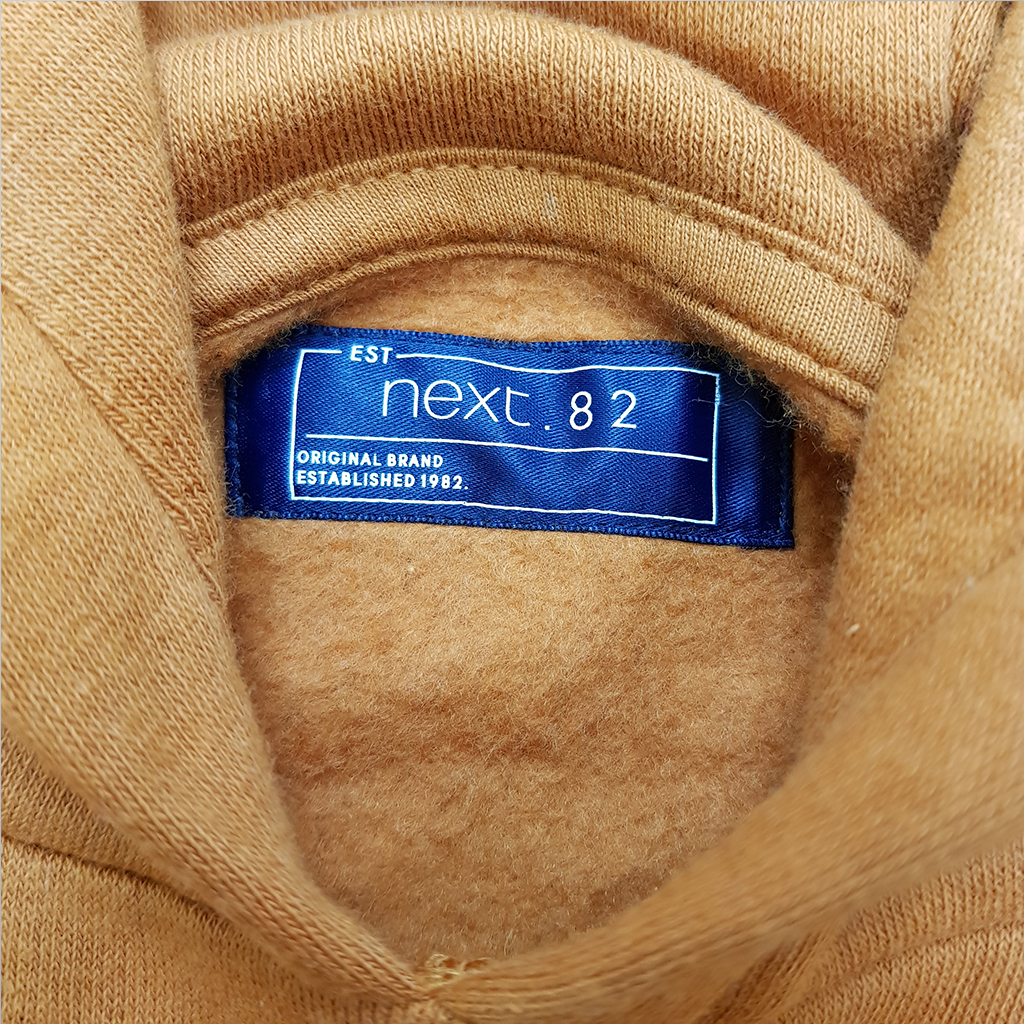 EST
next. 82
ORIGINAL BRAND
ESTABLISHED 1982.